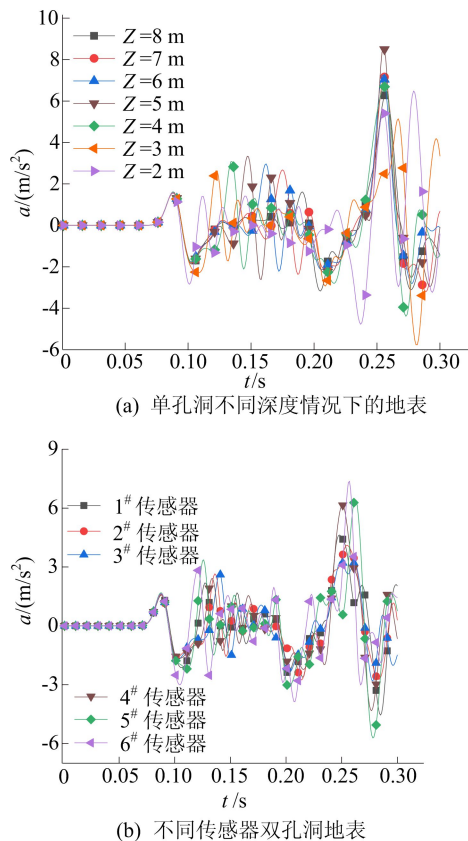 10
8
6
4
2
0
-2
-4
-6
a/(m/s²)
Z=8 m
Z=7 m
Z=6 m
Z=5 m
Z=4 m
Z=3 m
Z=2 m
0 0.05 0.10 0.15 0.20 0.25 0.30
t/s
(a) 单孔洞不同深度情况下的地表
9
6
3
0
-3
-6
a/(m/s²)
1# 传感器
2# 传感器
3# 传感器
4# 传感器
5# 传感器
6# 传感器
0 0.05 0.10 0.15 0.20 0.25 0.30
t/s
(b) 不同传感器双孔洞地表